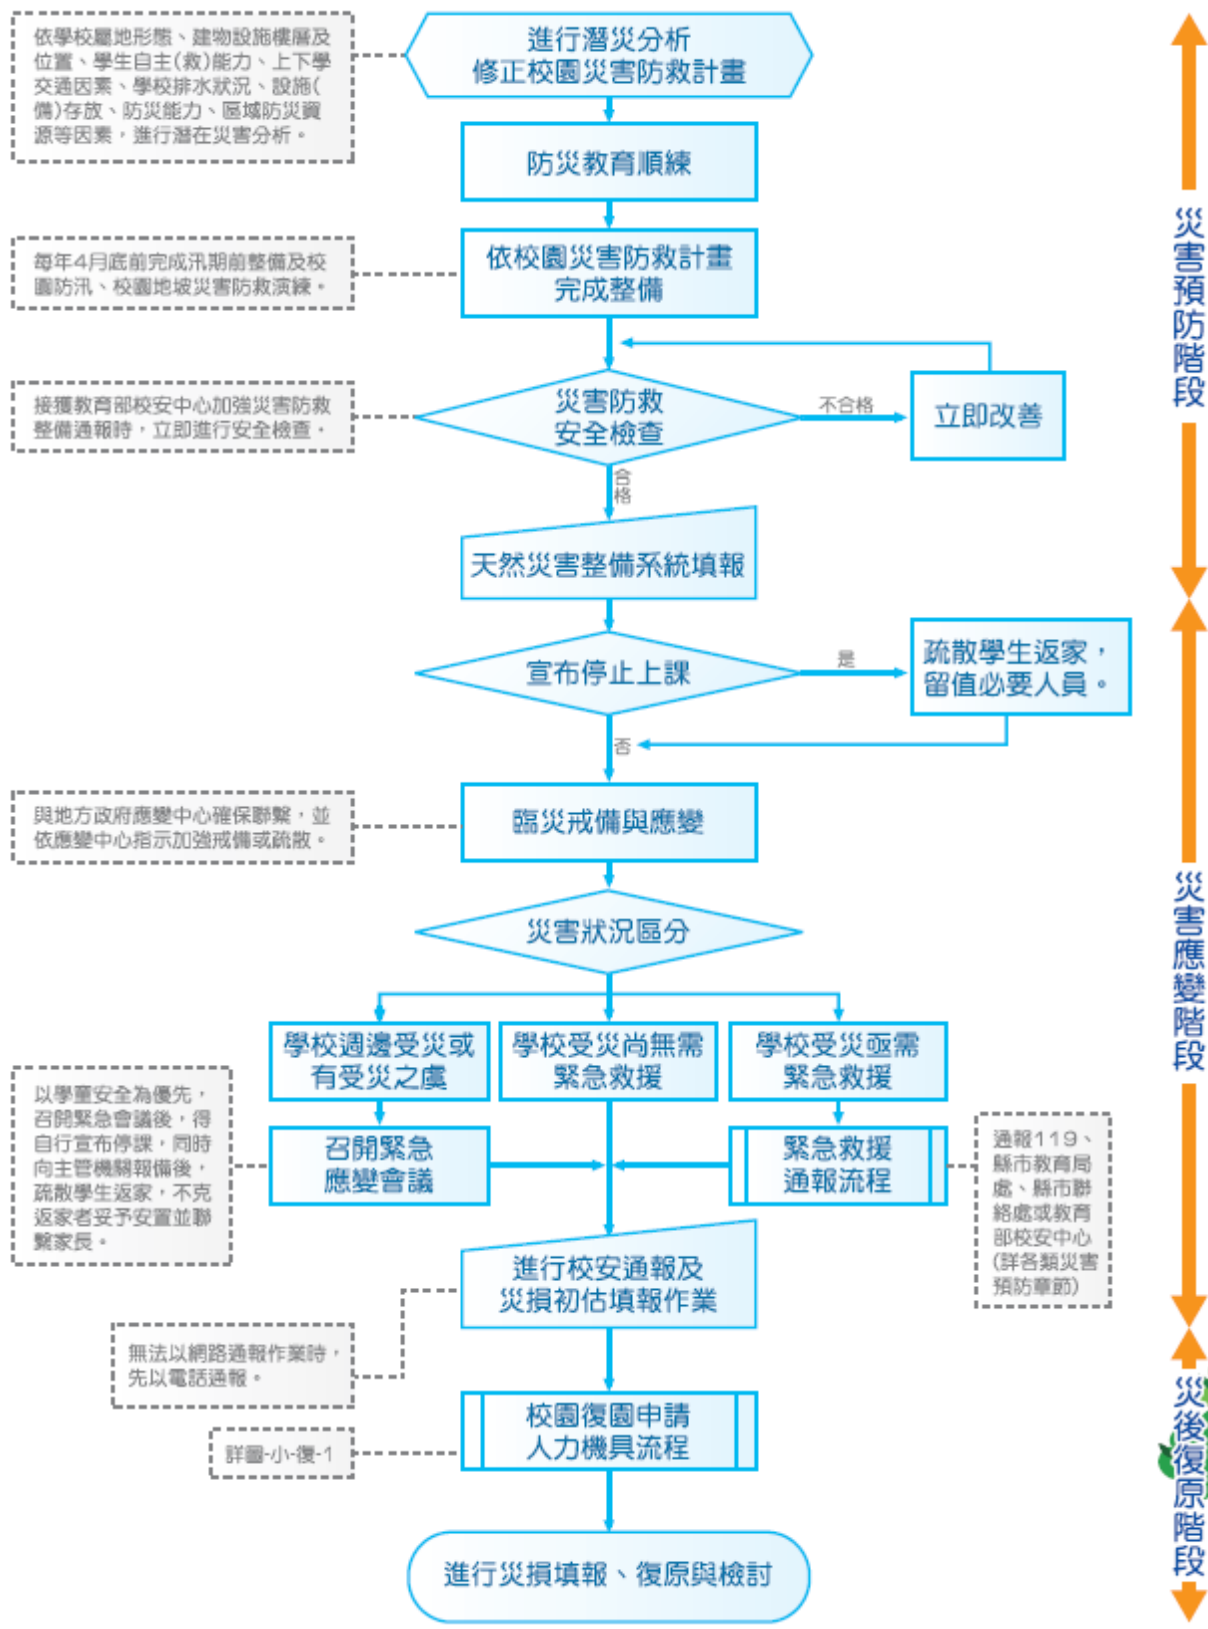 進行潛災分析
修正校園災害防救計畫
依學校屬地形態、建物設施樓層及
位置、學生自主(救)能力、上下學
交通因素、學校排水狀況、設施(
備)存放、防災能力、區域防災資
源等因素，進行潛在災害分析。
防災教育順練
依校園災害防救計畫
完成整備
每年4月底前完成汛期前整備及校
園防汛、校園地坡災害防救演練。
災害防救
安全檢查
接獲教育部校安中心加強災害防救
整備通報時，立即進行安全檢查。
不合格
立即改善
合格
天然災害整備系統填報
災害預防階段
宣布停止上課
是
疏散學生返家，
留值必要人員。
否
臨災戒備與應變
與地方政府應變中心確保聯繫，並
依應變中心指示加強戒備或疏散。
災害狀況區分
學校週邊受災或
有受災之虞
學校受災尚無需
緊急救援
學校受災亟需
緊急救援
召開緊急
應變會議
以學童安全為優先，
召開緊急會議後，得
自行宣布停課，同時
向主管機關報備後，
疏散學生返家，不克
返家者妥予安置並聯
繫家長。
緊急救援
通報流程
通報119、
縣市教育局
處、縣市聯
絡處或教育
部校安中心
(詳各類災害
預防章節)
災害應變階段
進行校安通報及
災損初估填報作業
無法以網路通報作業時，
先以電話通報。
校園復園申請
人力機具流程
詳圖-小-復-1
進行災損填報、復原與檢討
災後復原階段